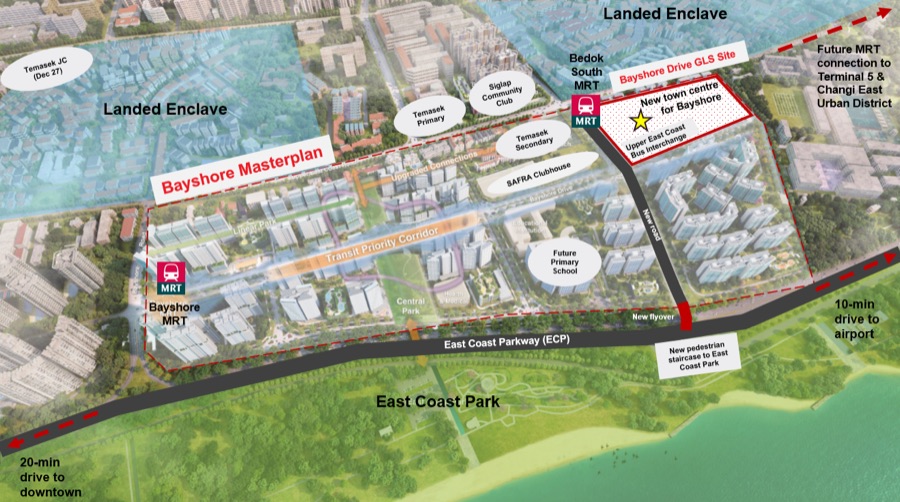 Landed Enclave
Temasek JC
(Dec 27)
Landed Enclave
Bedok
South
MRT
MRT
Bayshore Drive GLS Site
New town centre
for Bayshore
Upper East Coast
Bus Interchange
Future MRT
connection to
Terminal 5 &
Changi East
Urban District
Siglap
Community
Club
Temasek
Primary
Temasek
Secondary
SAFRA Clubhouse
Bayshore Masterplan
Upgraded Connections
Linear Park
Transit Priority Corridor
Bayshore Drive
New road
Future
Primary
School
MRT
Bayshore
MRT
Central
Park
New flyover
East Coast Parkway (ECP)
New pedestrian
staircase to East
Coast Park
10-min
drive to
airport
East Coast Park
20-min
drive to
downtown